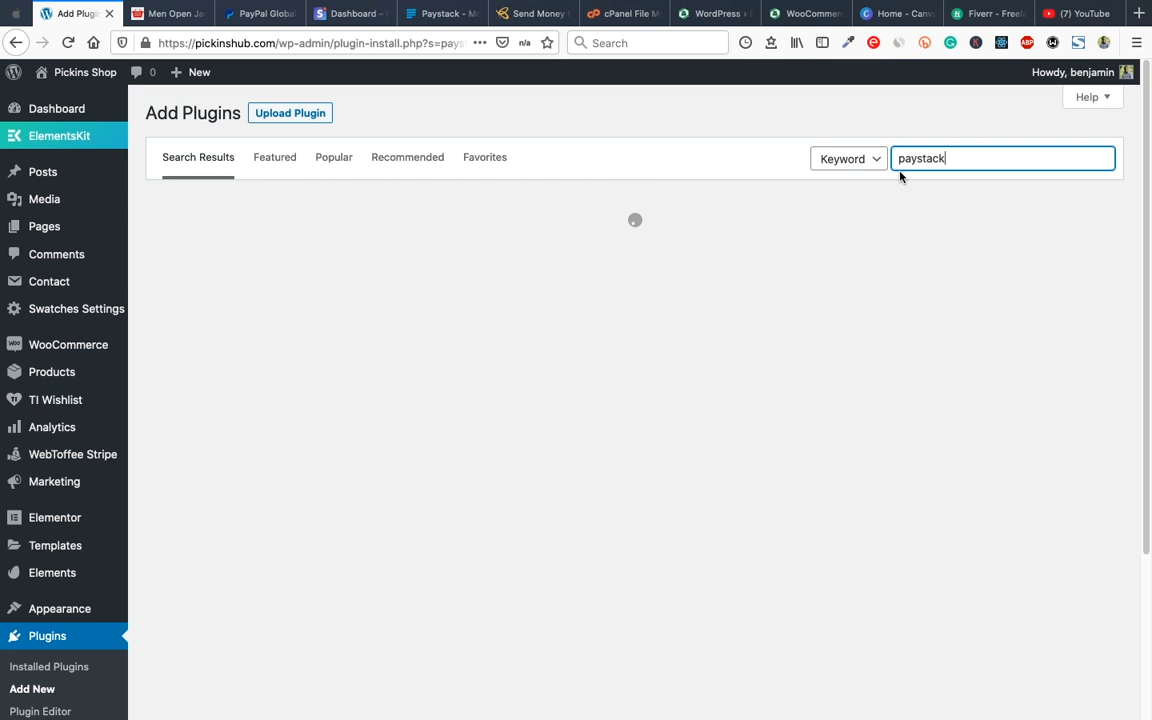 Add Plugi
Men Open Ja
PayPal Global
Dashboard –
Paystack - M
Send Money
cPanel File M
WordPress ›
WooCommer
Home - Canv
Fiverr - Freel
(7) YouTube
https://pickinshub.com/wp-admin/plugin-install.php?s=pays
n/a
Search
ABP
Pickins Shop
0
New
Howdy, benjamin
Help
Add Plugins
Upload Plugin
Search Results
Featured
Popular
Recommended
Favorites
Keyword
paystack
Dashboard
ElementsKit
Posts
Media
Pages
Comments
Contact
Swatches Settings
WooCommerce
Products
TI Wishlist
Analytics
WebToffee Stripe
Marketing
Elementor
Templates
Elements
Appearance
Plugins
Installed Plugins
Add New
Plugin Editor